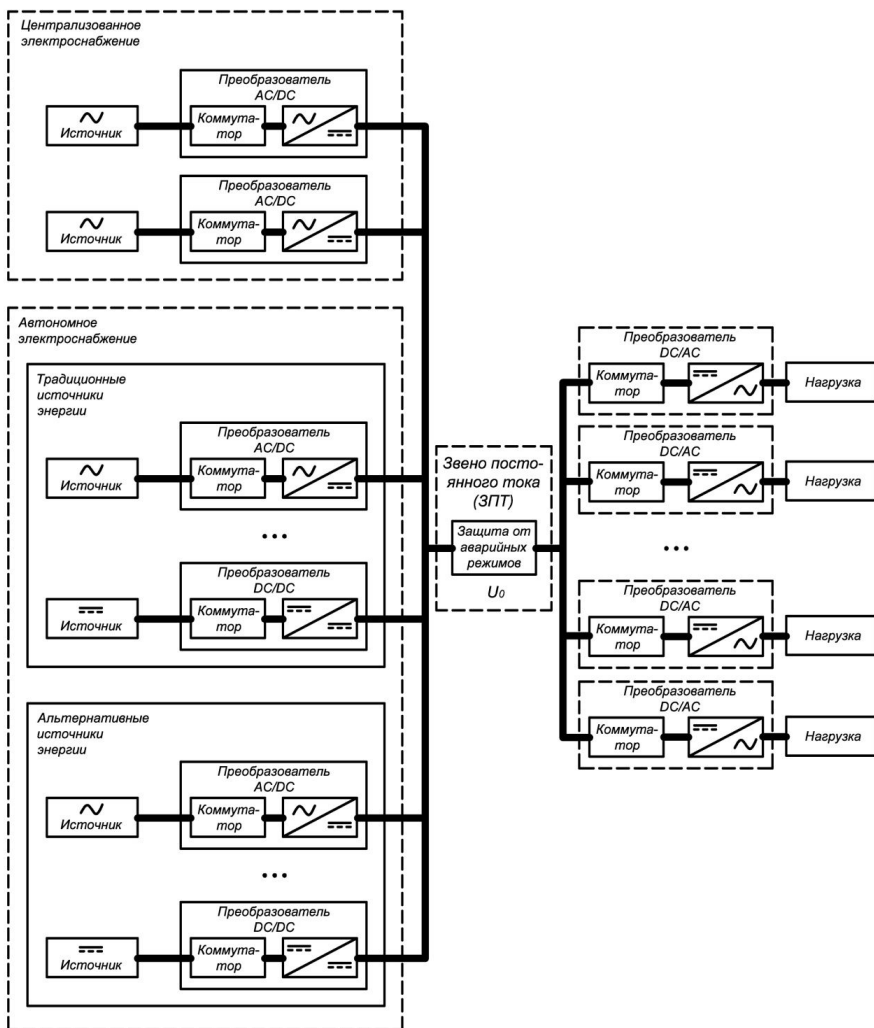 Централизованное
электроснабжение
Преобразователь
AC/DC
Источник
Коммута-
тор
Преобразователь
AC/DC
Источник
Коммута-
тор
Автономное
электроснабжение
Традиционные
источники
энергии
Преобразователь
AC/DC
Источник
Коммута-
тор
...
Преобразователь
DC/DC
Источник
Коммута-
тор
Альтернативные
источники
энергии
Преобразователь
AC/DC
Источник
Коммута-
тор
...
Преобразователь
DC/DC
Источник
Коммута-
тор
Звено посто-
янного тока
(ЗПТ)
Защита от
аварийных
режимов
U0
Преобразователь
DC/AC
Коммута-
тор
Нагрузка
Преобразователь
DC/AC
Коммута-
тор
Нагрузка
...
Преобразователь
DC/AC
Коммута-
тор
Нагрузка
Преобразователь
DC/AC
Коммута-
тор
Нагрузка